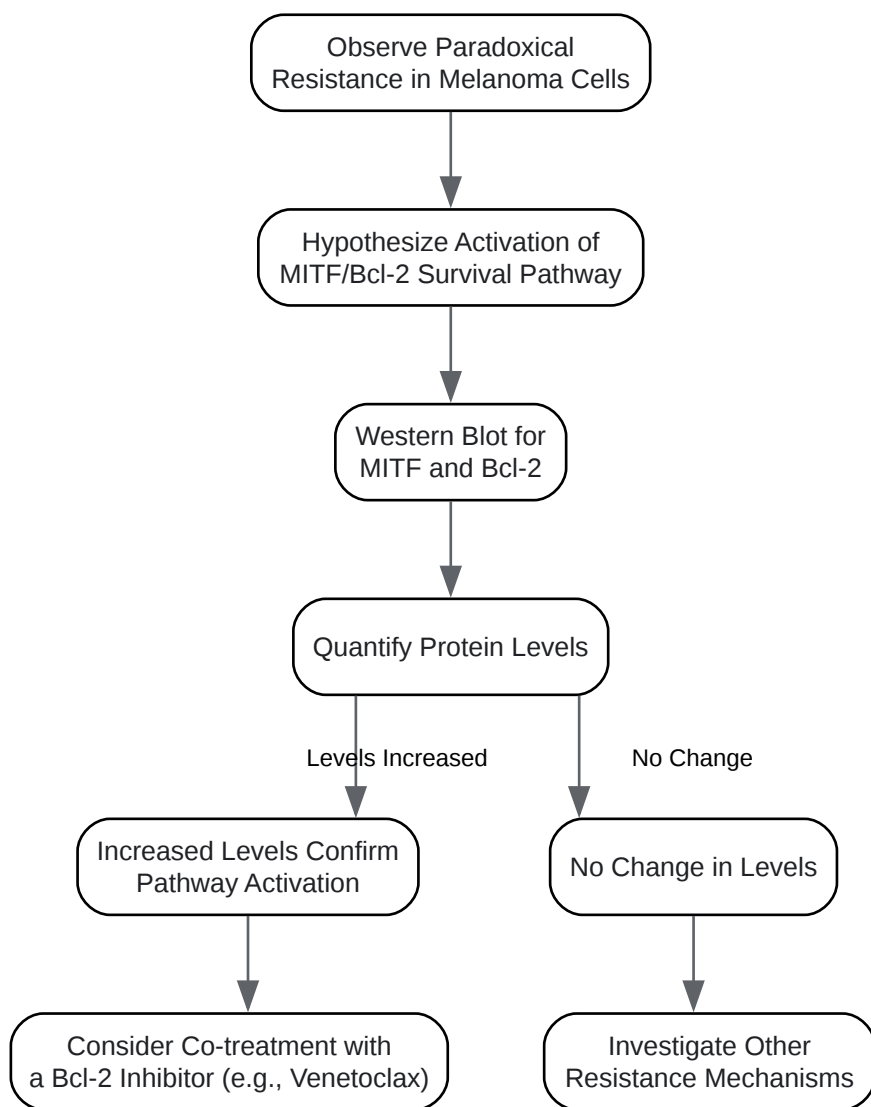 Observe Paradoxical
Resistance in Melanoma Cells
Hypothesize Activation of
MITF/Bcl-2 Survival Pathway
Western Blot for
MITF and Bcl-2
Quantify Protein Levels
Levels Increased
No Change
Increased Levels Confirm
Pathway Activation
No Change in Levels
Consider Co-treatment with
a Bcl-2 Inhibitor (e.g., Venetoclax)
Investigate Other
Resistance Mechanisms